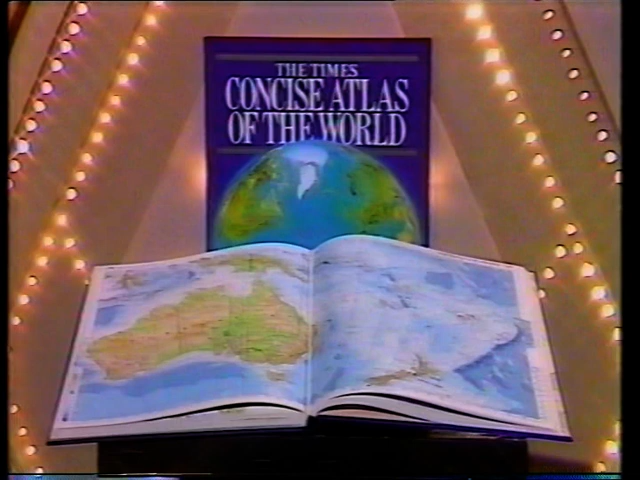 THE TIMES
CONCISE ATLAS
OF THE WORLD